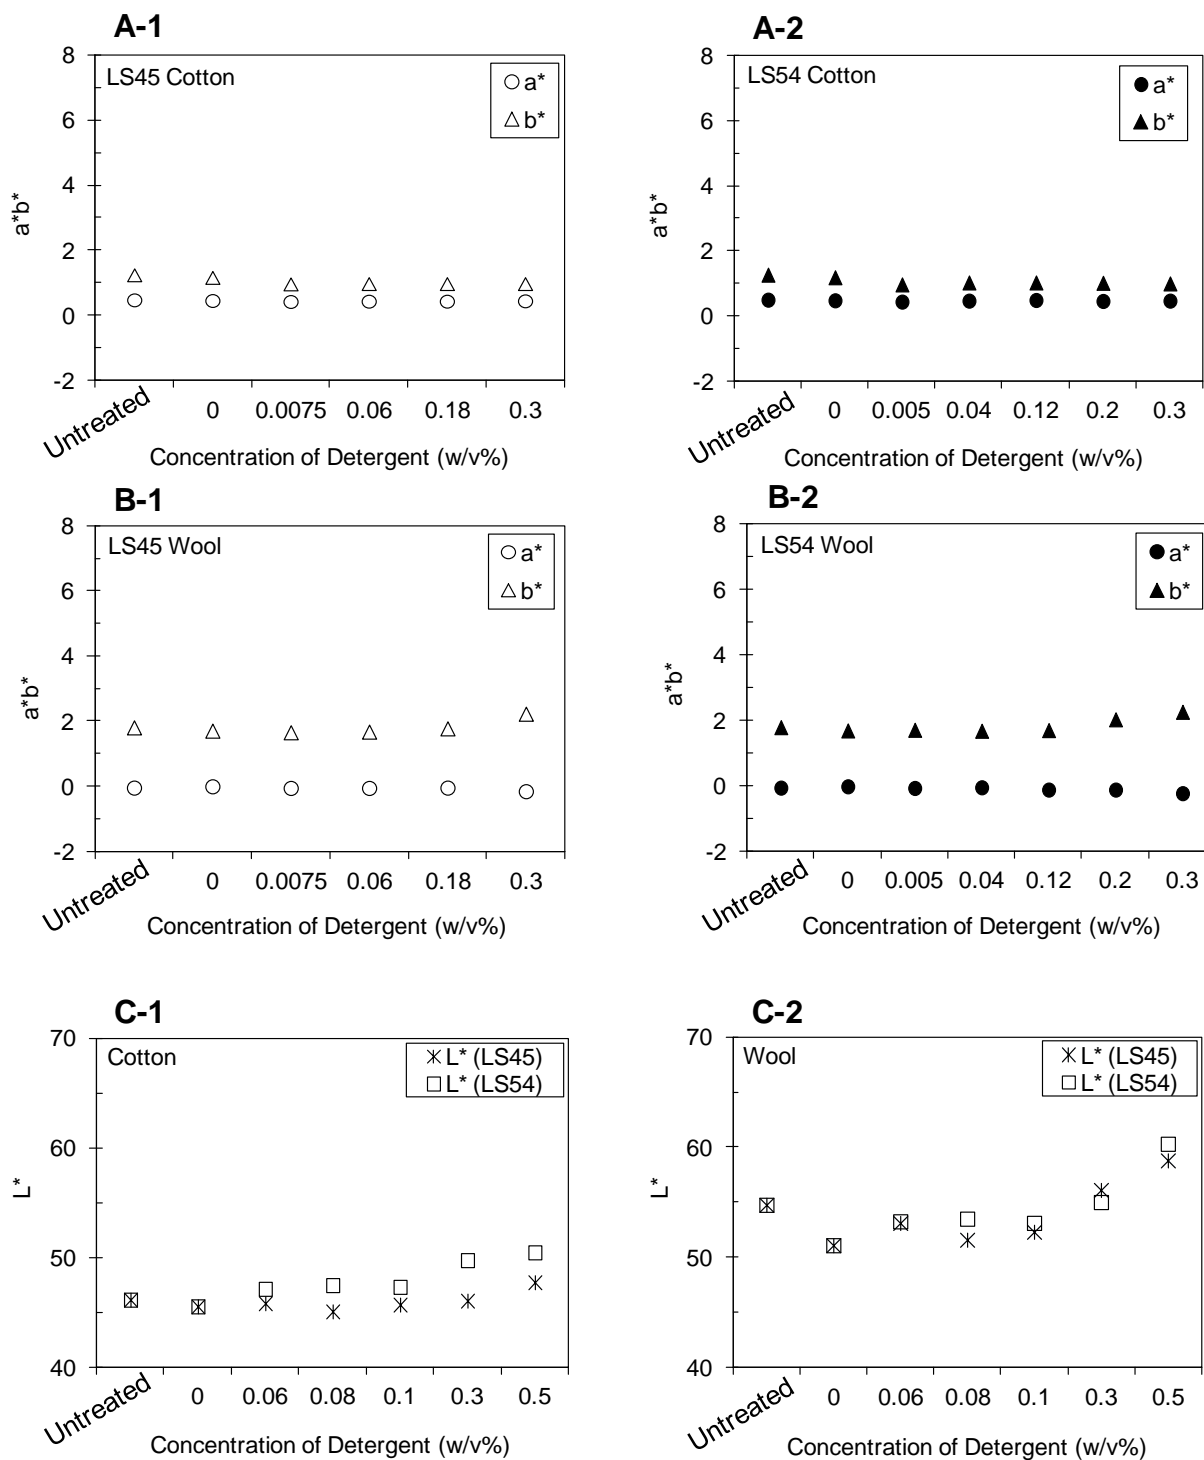 A-1
LS45 Cotton
a*
b*
8
6
4
2
0
-2
a*b*
Untreated 0 0.0075 0.06 0.18 0.3
Concentration of Detergent (w/v%)
A-2
LS54 Cotton
a*
b*
8
6
4
2
0
-2
a*b*
Untreated 0 0.005 0.04 0.12 0.2 0.3
Concentration of Detergent (w/v%)
B-1
LS45 Wool
a*
b*
8
6
4
2
0
-2
a*b*
Untreated 0 0.0075 0.06 0.18 0.3
Concentration of Detergent (w/v%)
B-2
LS54 Wool
a*
b*
8
6
4
2
0
-2
a*b*
Untreated 0 0.005 0.04 0.12 0.2 0.3
Concentration of Detergent (w/v%)
C-1
Cotton
L* (LS45)
L* (LS54)
70
60
50
40
L*
Untreated 0 0.06 0.08 0.1 0.3 0.5
Concentration of Detergent (w/v%)
C-2
Wool
L* (LS45)
L* (LS54)
70
60
50
40
L*
Untreated 0 0.06 0.08 0.1 0.3 0.5
Concentration of Detergent (w/v%)